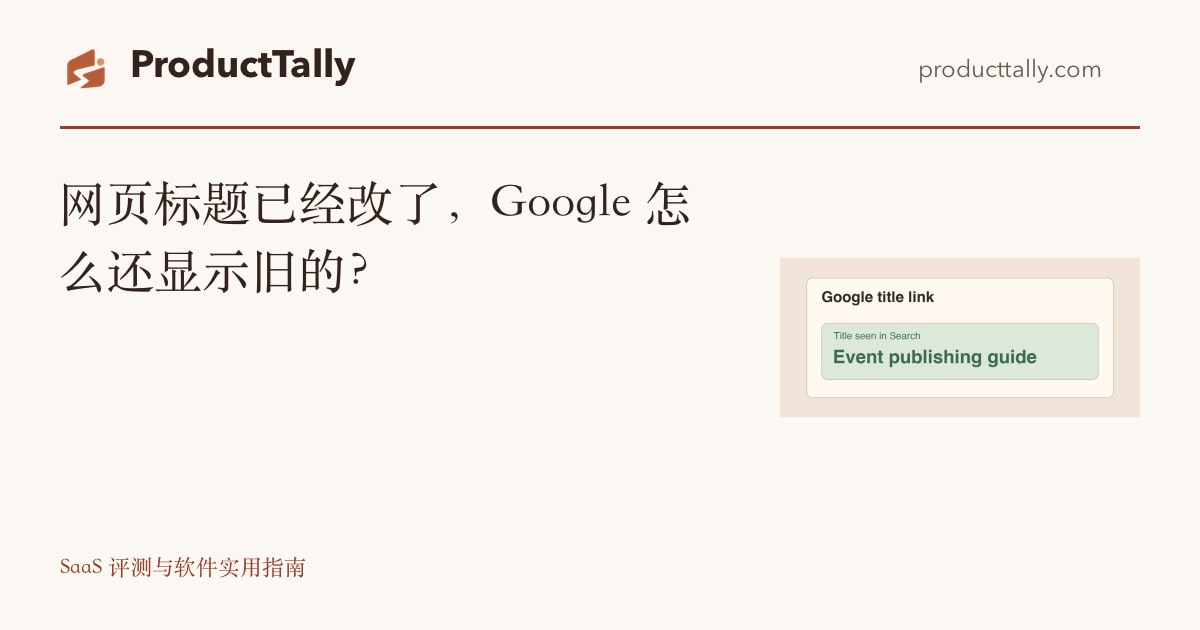 ProductTally
producttally.com
网页标题已经改了，Google 怎
么还显示旧的？
Google title link
Title seen in Search
Event publishing guide
SaaS 评测与软件实用指南